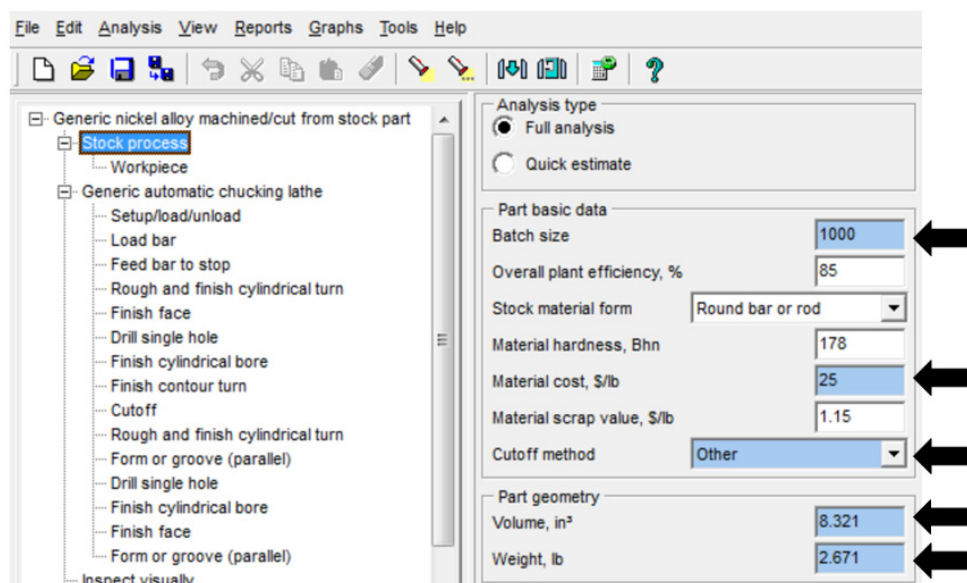 File Edit Analysis View Reports Graphs Tools Help
Generic nickel alloy machined/cut from stock part
Stock process
Workpiece
Generic automatic chucking lathe
Setup/load/unload
Load bar
Feed bar to stop
Rough and finish cylindrical turn
Finish face
Drill single hole
Finish cylindrical bore
Finish contour turn
Cutoff
Rough and finish cylindrical turn
Form or groove (parallel)
Drill single hole
Finish cylindrical bore
Finish face
Form or groove (parallel)
Inspect visually
Analysis type
Full analysis
Quick estimate
Part basic data
Batch size 1000
Overall plant efficiency, % 85
Stock material form Round bar or rod
Material hardness, Bhn 178
Material cost, $/lb 25
Material scrap value, $/lb 1.15
Cutoff method Other
Part geometry
Volume, in³ 8.321
Weight, lb 2.671